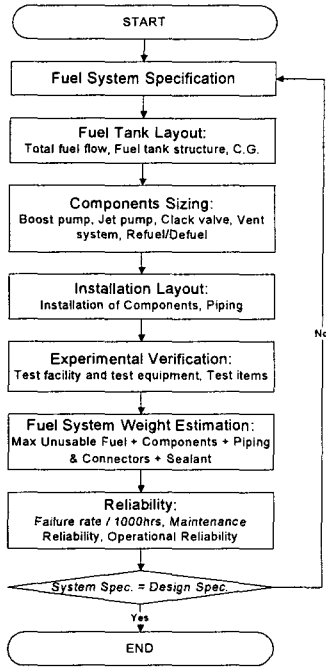 START
Fuel System Specification
Fuel Tank Layout:
Total fuel flow, Fuel tank structure, C.G.
Components Sizing:
Boost pump, Jet pump, Clack valve, Vent
system, Refuel/Defuel
Installation Layout:
Installation of Components, Piping
No
Experimental Verification:
Test facility and test equipment, Test items
Fuel System Weight Estimation:
Max Unusable Fuel + Components + Piping
& Connectors + Sealant
Reliability:
Failure rate / 1000hrs, Maintenance
Reliability, Operational Reliability
System Spec. = Design Spec.
Yes
END